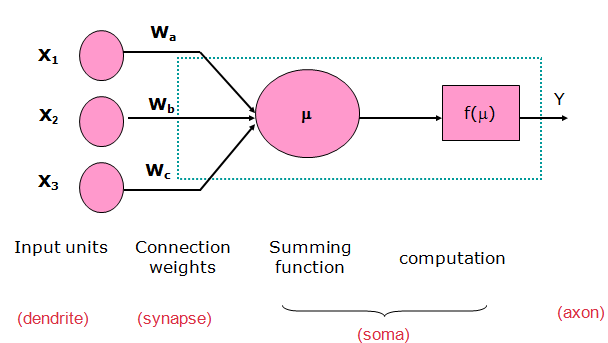 X1
Wa
X2
Wb
X3
Wc
μ
f(μ)
Y
Input units
Connection
weights
Summing
function
computation
(dendrite)
(synapse)
(soma)
(axon)